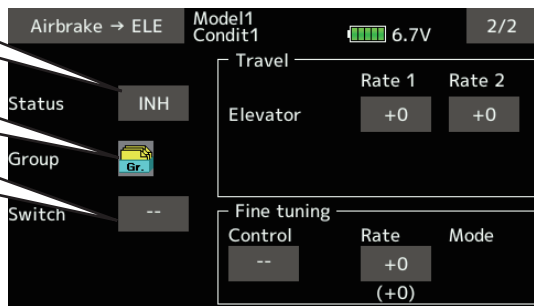 Airbrake → ELE Model1 Condit1 6.7V 2/2
Travel
Rate 1 Rate 2
Status INH Elevator +0 +0
Group Gr.
Switch --
Fine tuning
Control Rate Mode
-- +0
(+0)